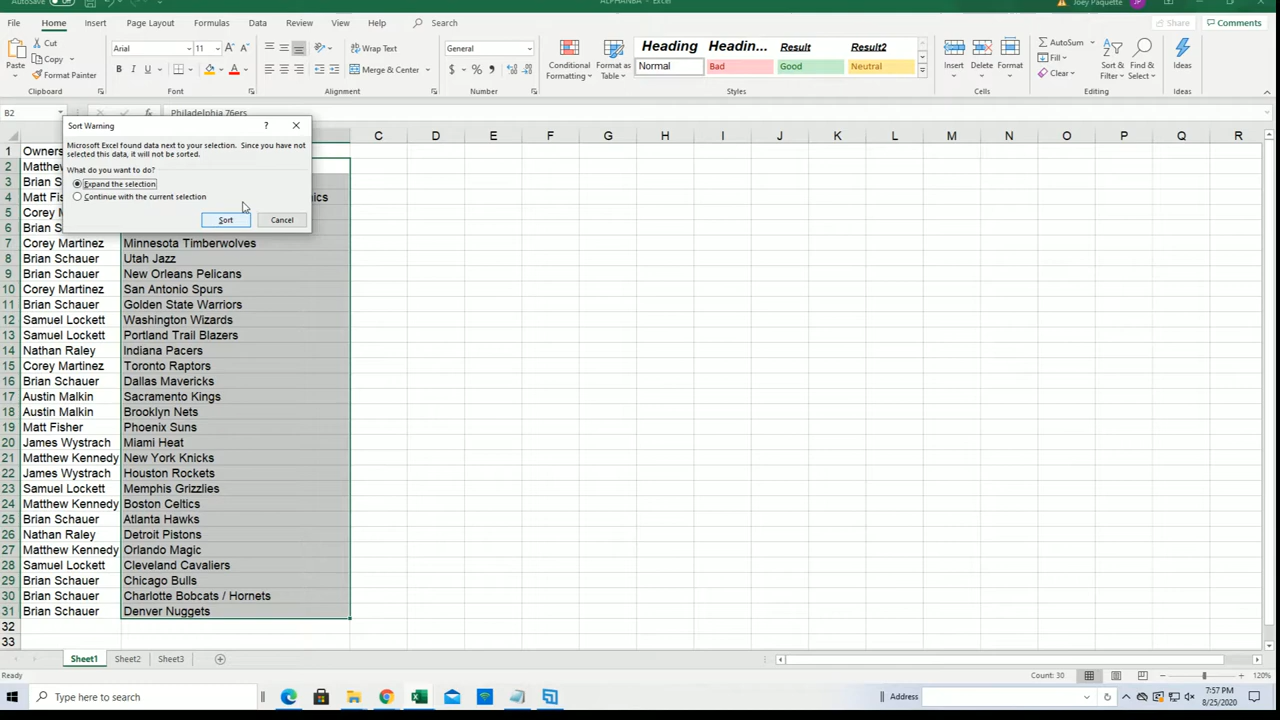 AutoSave Off ALPHANBA - Excel Joey Paquette JP
File Home Insert Page Layout Formulas Data Review View Help Search Share Comments
Paste Cut Copy Format Painter Clipboard
Arial 11 B I U Font
Wrap Text Merge & Center Alignment
General $ % , Number
Conditional Formatting Format as Table
Heading Headin... Result Result2
Normal Bad Good Neutral
Styles
Insert Delete Format Cells
AutoSum Fill Clear Sort & Filter Find & Select Editing
Ideas Ideas
B2 fx Philadelphia 76ers
Sort Warning ? ×
Microsoft Excel found data next to your selection. Since you have not
selected this data, it will not be sorted.
What do you want to do?
Expand the selection
Continue with the current selection
Sort Cancel
C D E F G H I J K L M N O P Q R
1 Owners
2 Matthew
3 Brian S
4 Matt Fis ics
5 Corey M
6 Brian S
7 Corey Martinez Minnesota Timberwolves
8 Brian Schauer Utah Jazz
9 Brian Schauer New Orleans Pelicans
10 Corey Martinez San Antonio Spurs
11 Brian Schauer Golden State Warriors
12 Samuel Lockett Washington Wizards
13 Samuel Lockett Portland Trail Blazers
14 Nathan Raley Indiana Pacers
15 Corey Martinez Toronto Raptors
16 Brian Schauer Dallas Mavericks
17 Austin Malkin Sacramento Kings
18 Austin Malkin Brooklyn Nets
19 Matt Fisher Phoenix Suns
20 James Wystrach Miami Heat
21 Matthew Kennedy New York Knicks
22 James Wystrach Houston Rockets
23 Samuel Lockett Memphis Grizzlies
24 Matthew Kennedy Boston Celtics
25 Brian Schauer Atlanta Hawks
26 Nathan Raley Detroit Pistons
27 Matthew Kennedy Orlando Magic
28 Samuel Lockett Cleveland Cavaliers
29 Brian Schauer Chicago Bulls
30 Brian Schauer Charlotte Bobcats / Hornets
31 Brian Schauer Denver Nuggets
32
33
Sheet1 Sheet2 Sheet3
Ready Count: 30 120%
Type here to search Address 7:57 PM
8/25/2020